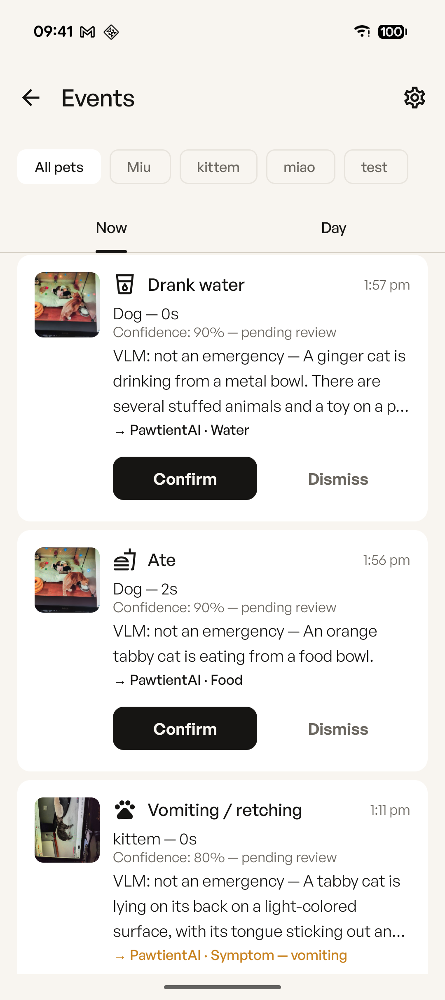 09:41
100
Events
All pets
Miu
kittem
miao
test
Now
Day
Drank water
1:57 pm
Dog — 0s
Confidence: 90% — pending review
VLM: not an emergency — A ginger cat is
drinking from a metal bowl. There are
several stuffed animals and a toy on a p...
→ PawtientAI · Water
Confirm
Dismiss
Ate
1:56 pm
Dog — 2s
Confidence: 90% — pending review
VLM: not an emergency — An orange
tabby cat is eating from a food bowl.
→ PawtientAI · Food
Confirm
Dismiss
Vomiting / retching
1:11 pm
kittem — 0s
Confidence: 80% — pending review
VLM: not an emergency — A tabby cat is
lying on its back on a light-colored
surface, with its tongue sticking out an...
→ PawtientAI · Symptom — vomiting